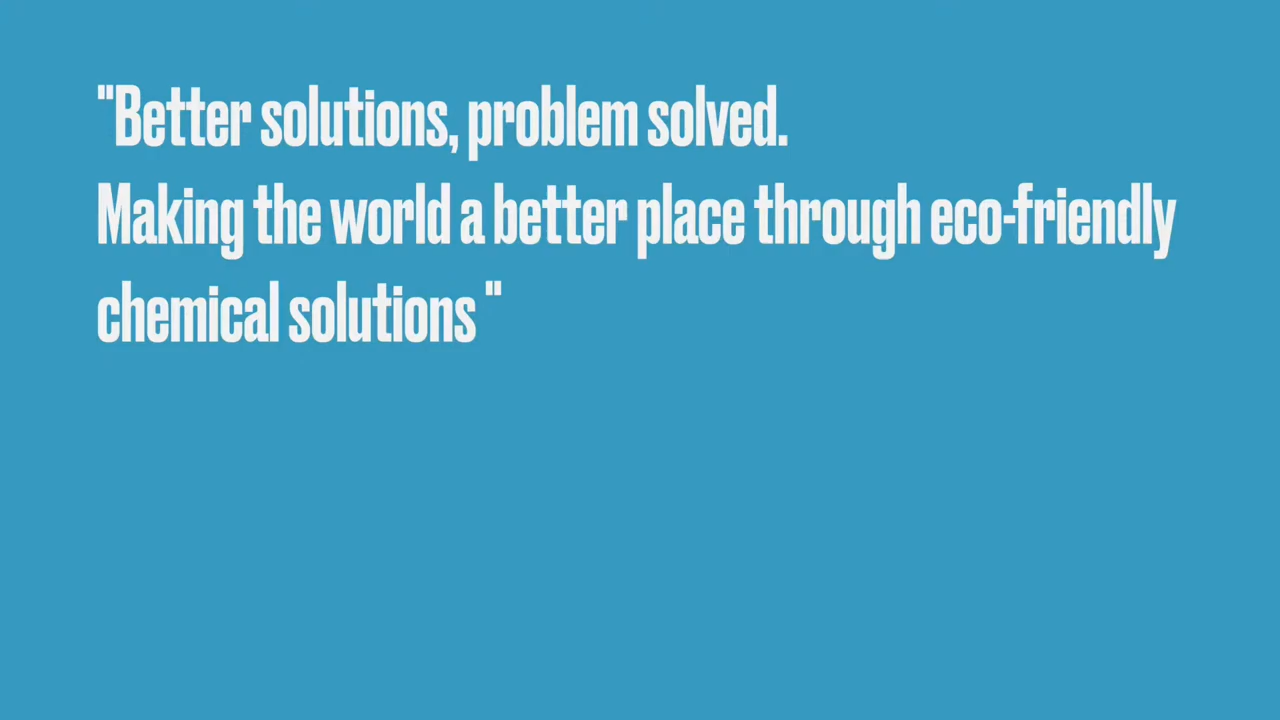 "Better solutions, problem solved.
Making the world a better place through eco-friendly
chemical solutions "